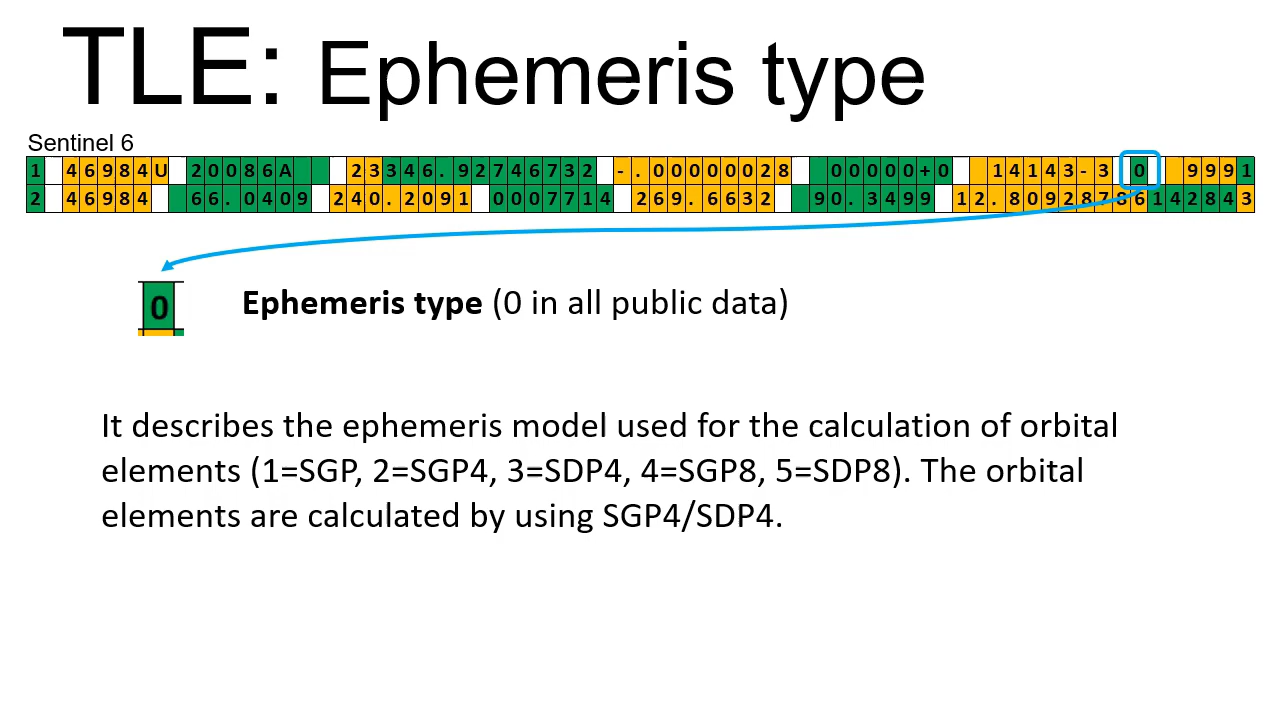 TLE: Ephemeris type
Sentinel 6
1 46984U 20086A 23346.92746732 -.00000028 00000+0 14143-3 0 9991
2 46984 66.0409 240.2091 0007714 269.6632 90.3499 12.80928786142843
0 Ephemeris type (0 in all public data)
It describes the ephemeris model used for the calculation of orbital
elements (1=SGP, 2=SGP4, 3=SDP4, 4=SGP8, 5=SDP8). The orbital
elements are calculated by using SGP4/SDP4.